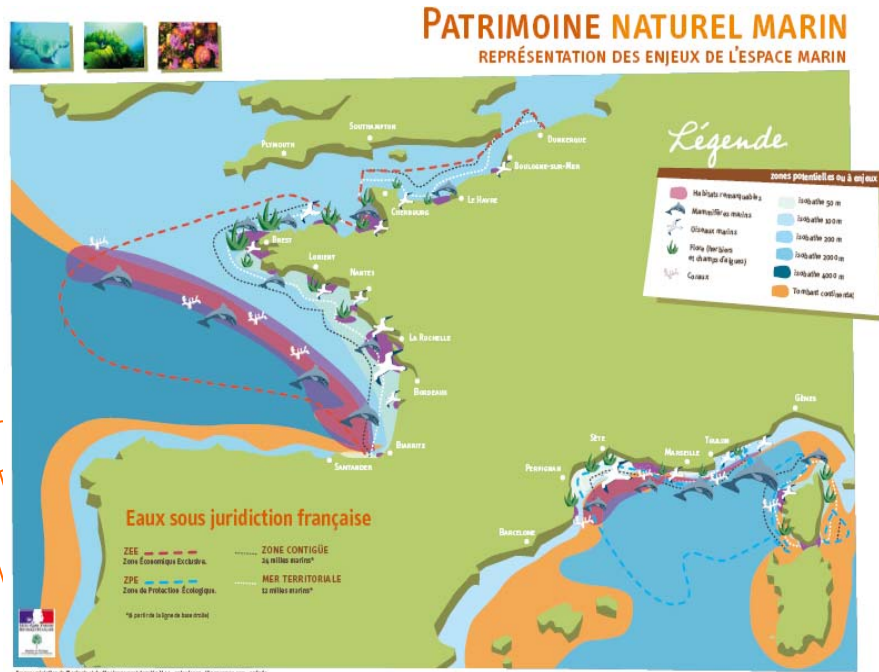 PATRIMOINE NATUREL MARIN
REPRÉSENTATION DES ENJEUX DE L'ESPACE MARIN
Légende
zones potentielles ou à enjeux
Habitats remarquables
Mammifères marins
Oiseaux marins
Flore (herbiers
et champs d'algues)
Coraux
Isobathe 50 m
Isobathe 100 m
Isobathe 200 m
Isobathe 2000 m
Isobathe 4000 m
Tombant continental
PLYMOUTH
SOUTHAMPTON
DUNKERQUE
BOULOGNE-SUR-MER
LE HAVRE
CHERBOURG
BREST
LORIENT
NANTES
LA ROCHELLE
BORDEAUX
BIARRITZ
SANTANDER
GÊNES
TOULON
MARSEILLE
SÈTE
PERPIGNAN
BARCELONE
Eaux sous juridiction française
ZEE
Zone Économique Exclusive.
ZONE CONTIGÜE
24 milles marins*
ZPE
Zone de Protection Écologique.
MER TERRITORIALE
12 milles marins*
*(à partir de la ligne de base droite)